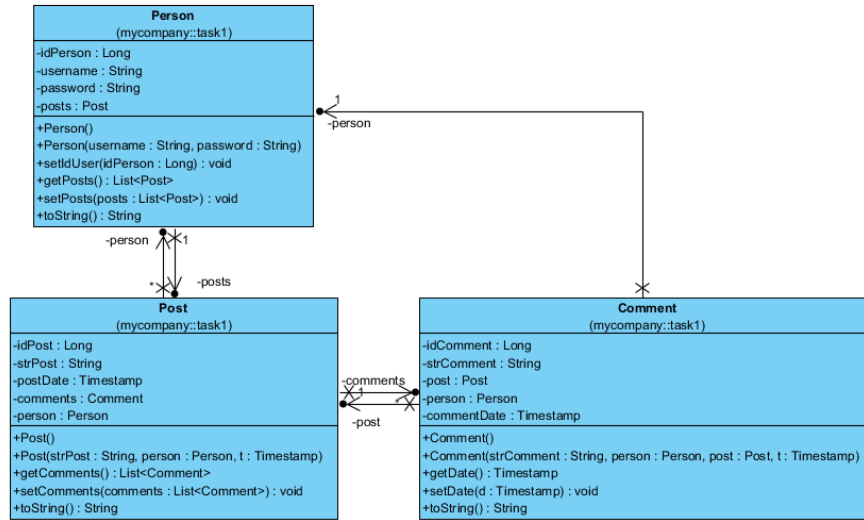 Person
(mycompany::task1)
-idPerson : Long
-username : String
-password : String
-posts : Post
+Person()
+Person(username : String, password : String)
+setIdUser(idPerson : Long) : void
+getPosts() : List<Post>
+setPosts(posts : List<Post>) : void
+toString() : String
1
-person
-person
1
*
-posts
Post
(mycompany::task1)
-idPost : Long
-strPost : String
-postDate : Timestamp
-comments : Comment
-person : Person
+Post()
+Post(strPost : String, person : Person, t : Timestamp)
+getComments() : List<Comment>
+setComments(comments : List<Comment>) : void
+toString() : String
-comments
1
*
-post
Comment
(mycompany::task1)
-idComment : Long
-strComment : String
-post : Post
-person : Person
-commentDate : Timestamp
+Comment()
+Comment(strComment : String, person : Person, post : Post, t : Timestamp)
+getDate() : Timestamp
+setDate(d : Timestamp) : void
+toString() : String